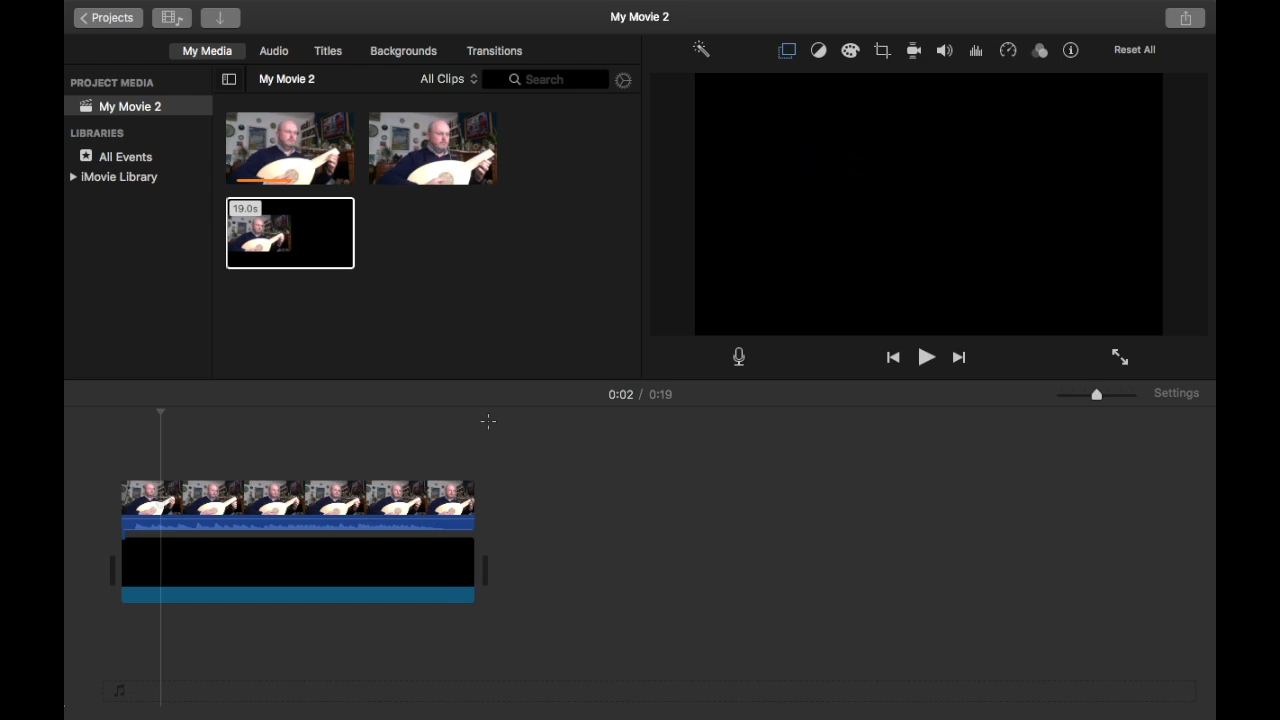 Projects
My Movie 2
My Media
Audio
Titles
Backgrounds
Transitions
Reset All
PROJECT MEDIA
My Movie 2
All Clips
Search
My Movie 2
LIBRARIES
All Events
iMovie Library
19.0s
0:02 / 0:19
Settings